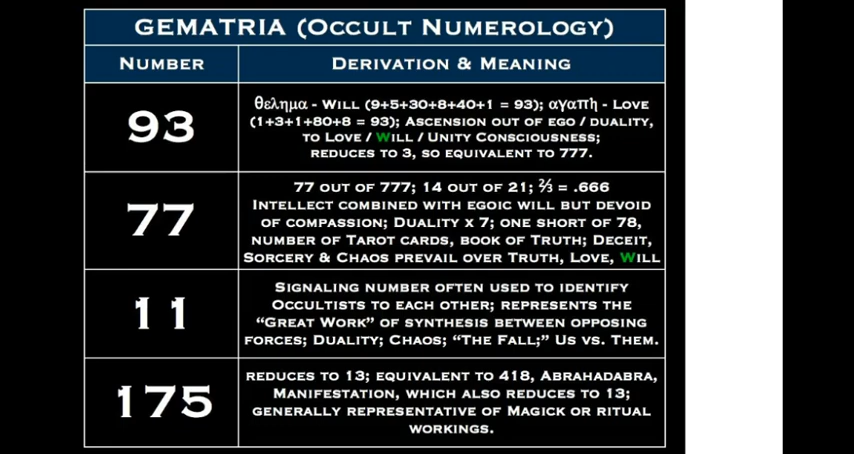 GEMATRIA (OCCULT NUMEROLOGY)
NUMBER
DERIVATION & MEANING
93
θελημα - WILL (9+5+30+8+40+1 = 93); αγαπη - LOVE
(1+3+1+80+8 = 93); ASCENSION OUT OF EGO / DUALITY,
TO LOVE / WILL / UNITY CONSCIOUSNESS;
REDUCES TO 3, SO EQUIVALENT TO 777.
77
77 OUT OF 777; 14 OUT OF 21; ⅔ = .666
INTELLECT COMBINED WITH EGOIC WILL BUT DEVOID
OF COMPASSION; DUALITY X 7; ONE SHORT OF 78,
NUMBER OF TAROT CARDS, BOOK OF TRUTH; DECEIT,
SORCERY & CHAOS PREVAIL OVER TRUTH, LOVE, WILL
11
SIGNALING NUMBER OFTEN USED TO IDENTIFY
OCCULTISTS TO EACH OTHER; REPRESENTS THE
“GREAT WORK” OF SYNTHESIS BETWEEN OPPOSING
FORCES; DUALITY; CHAOS; “THE FALL;” US VS. THEM.
175
REDUCES TO 13; EQUIVALENT TO 418, ABRAHADABRA,
MANIFESTATION, WHICH ALSO REDUCES TO 13;
GENERALLY REPRESENTATIVE OF MAGICK OR RITUAL
WORKINGS.